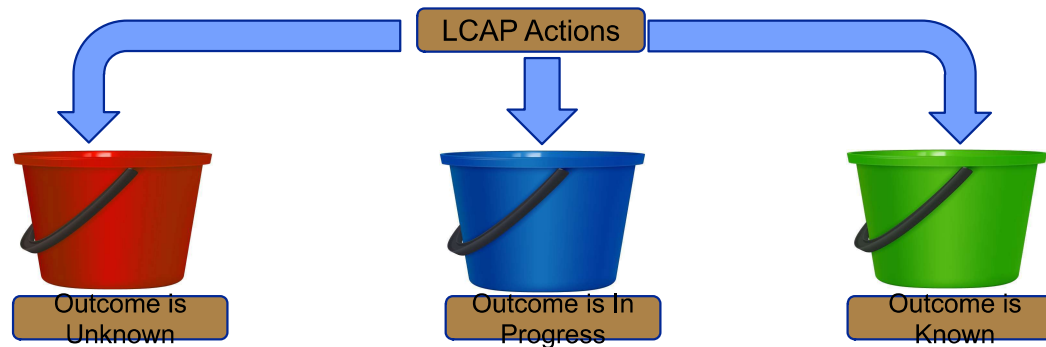 LCAP Actions
Outcome is
Unknown
Outcome is In
Progress
Outcome is
Known